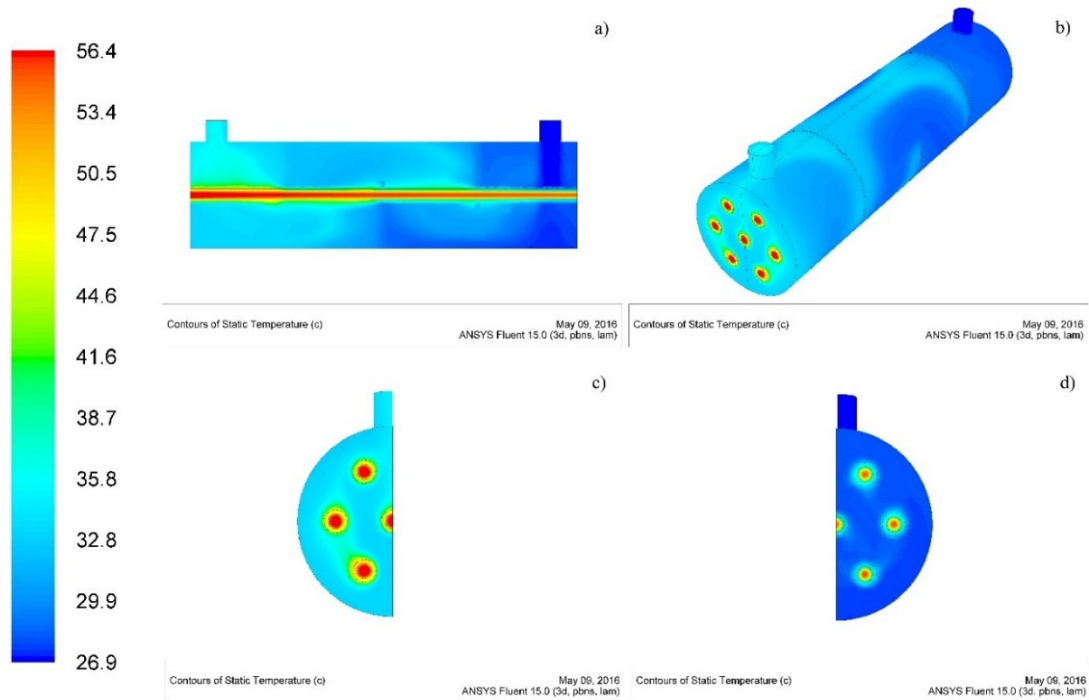 56.4
53.4
50.5
47.5
44.6
41.6
38.7
35.8
32.8
29.9
26.9
a)
Contours of Static Temperature (c)
May 09, 2016
ANSYS Fluent 15.0 (3d, pbns, lam)
b)
Contours of Static Temperature (c)
May 09, 2016
ANSYS Fluent 15.0 (3d, pbns, lam)
c)
Contours of Static Temperature (c)
May 09, 2016
ANSYS Fluent 15.0 (3d, pbns, lam)
d)
Contours of Static Temperature (c)
May 09, 2016
ANSYS Fluent 15.0 (3d, pbns, lam)